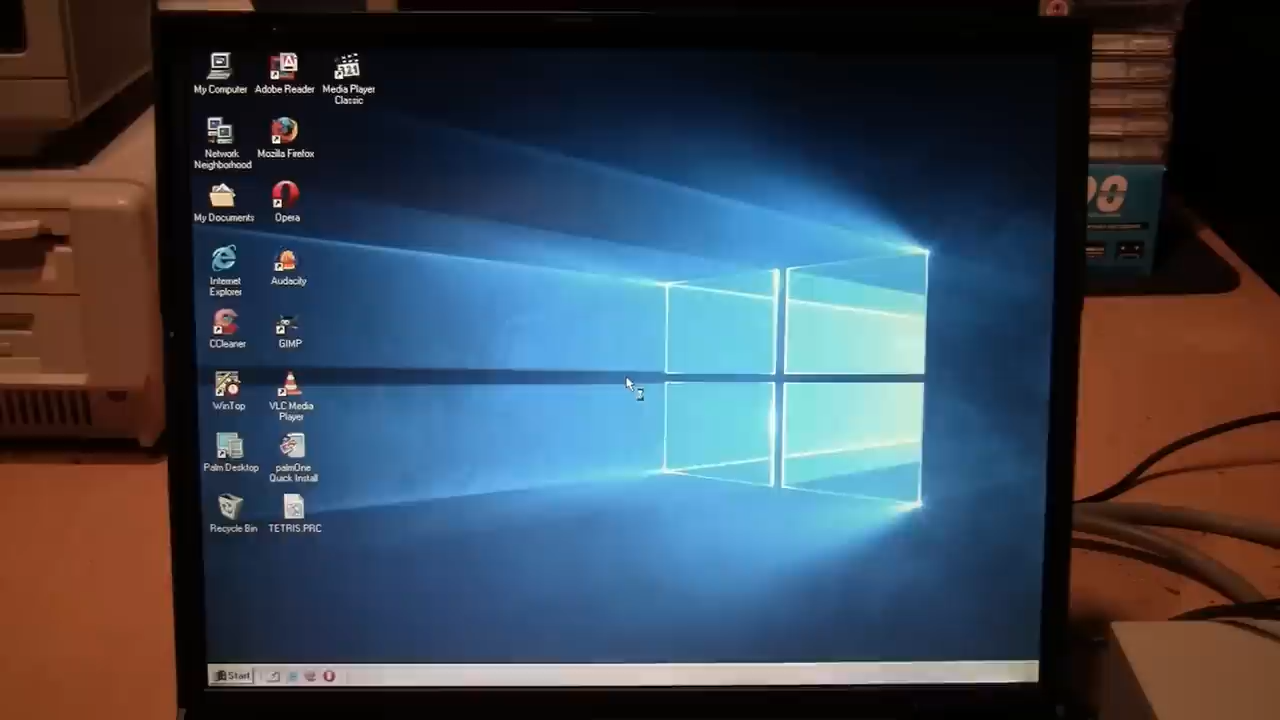 My Computer
Adobe Reader
Media Player
Classic
Network
Neighborhood
Mozilla Firefox
My Documents
Opera
Internet
Explorer
Audacity
CCleaner
GIMP
WinTop
VLC Media
Player
Palm Desktop
palmOne
Quick Install
Recycle Bin
TETRIS.PRC
Start